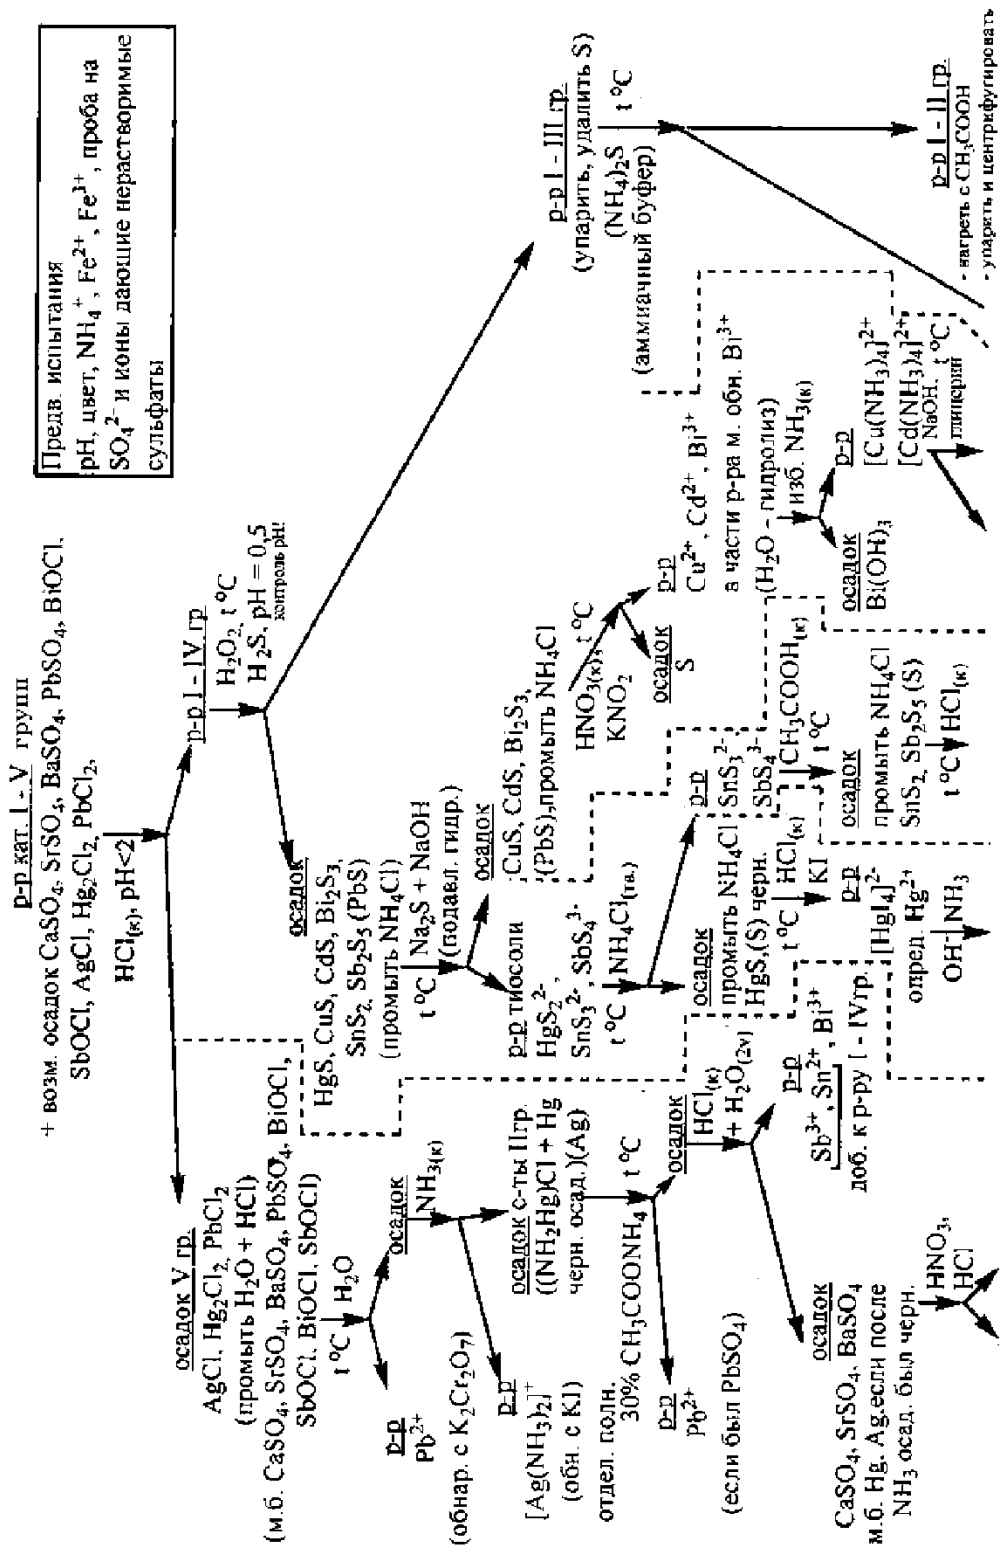 р-р кат. I - V групп
+ возм. осадок CaSO₄, SrSO₄, BaSO₄, PbSO₄, BiOCl,
SbOCl, AgCl, Hg₂Cl₂, PbCl₂,
HCl₍к₎, pH<2
Предв. испытания
pH, цвет, NH₄⁺, Fe²⁺, Fe³⁺, проба на
SO₄²⁻ и ионы дающие нерастворимые
сульфаты
осадок V гр.
AgCl, Hg₂Cl₂, PbCl₂
(промыть H₂O + HCl)
(м.б. CaSO₄, SrSO₄, BaSO₄, PbSO₄, BiOCl,
SbOCl, BiOCl, SbOCl)
t °C H₂O
р-р
Pb²⁺
(обнар. с K₂Cr₂O₇)
осадок
NH₃₍к₎
р-р
[Ag(NH₃)₂]⁺
(обн. с KI)
осадок с-ты IIгр.
((NH₂Hg)Cl + Hg
черн. осад.)(Ag)
отдел. полн.
30% CH₃COONH₄ t °C
р-р
Pb²⁺
(если был PbSO₄)
осадок
HCl₍к₎
+ H₂O₍₂ᵥ₎
осадок
CaSO₄, SrSO₄, BaSO₄
м.б. Hg, Ag,если после
NH₃ осад. был черн.
HNO₃,
HCl
р-р
Sb³⁺, Sn²⁺, Bi³⁺
доб. к р-ру I - IVгр.
р-р I - IV гр
H₂O₂, t °C
H₂S, pH = 0,5
контроль pH!
осадок
HgS, CuS, CdS, Bi₂S₃,
SnS₂, Sb₂S₅ (PbS)
(промыть NH₄Cl)
t °C Na₂S + NaOH
(подавл. гидр.)
р-р тиосоли
HgS₂²⁻
SnS₃²⁻, SbS₄³⁻
t °C NH₄Cl₍тв.₎
осадок
промыть NH₄Cl
HgS,(S) черн.
t °C HCl₍к₎
KI
р-р
[HgI₄]²⁻
опред. Hg²⁺
OH⁻ NH₃
р-р
SnS₃²⁻
SbS₄³⁻
CH₃COOH₍к₎
t °C
осадок
промыть NH₄Cl
SnS₂, Sb₂S₅ (S)
t °C HCl₍к₎
осадок
CuS, CdS, Bi₂S₃,
(PbS),промыть NH₄Cl
HNO₃₍к₎, t °C
KNO₂
осадок
S
р-р
Cu²⁺, Cd²⁺, Bi³⁺
в части р-ра м. обн. Bi³⁺
(H₂O - гидролиз)
изб. NH₃₍к₎
осадок
Bi(OH)₃
р-р
[Cu(NH₃)₄]²⁺
[Cd(NH₃)₄]²⁺
NaOH, t °C
глицерин
р-р I - III гр.
(упарить, удалить S)
(NH₄)₂S t °C
(аммиачный буфер)
р-р I - II гр.
- нагреть с CH₃COOH
- упарить и центрифугировать